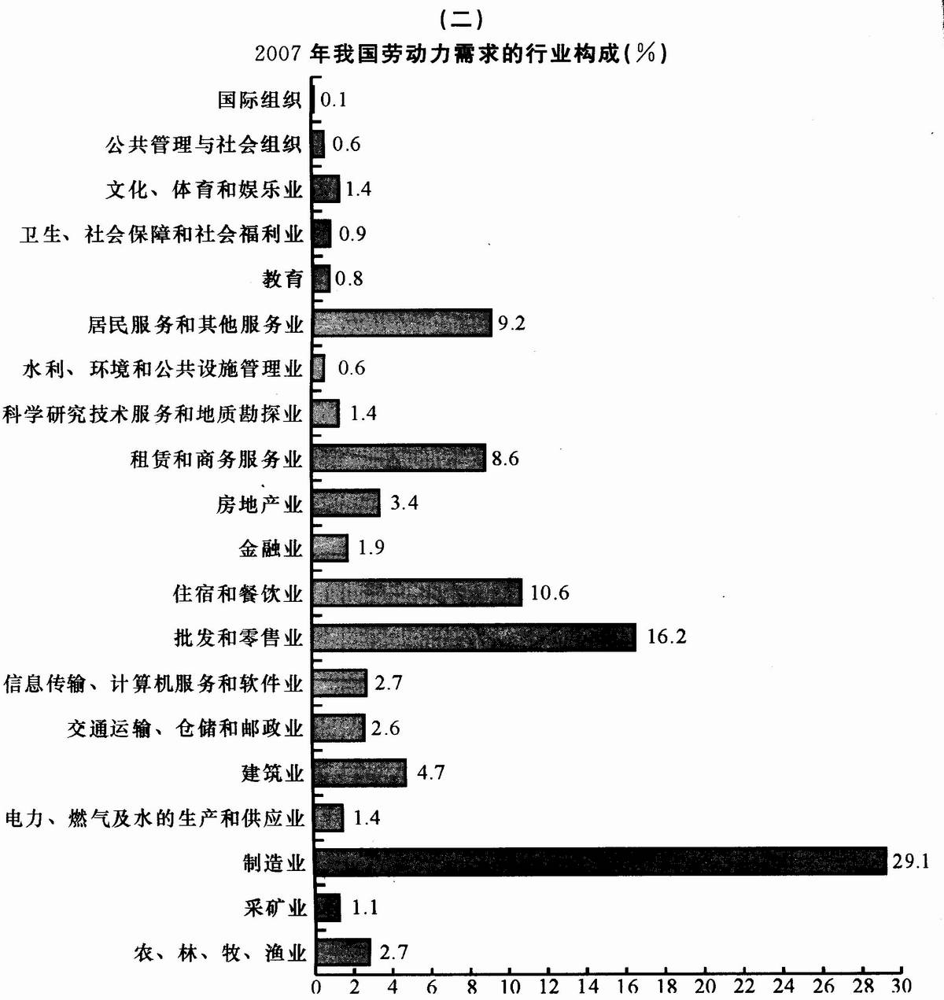 (二)
2007 年我国劳动力需求的行业构成(%)
国际组织 0.1
公共管理与社会组织 0.6
文化、体育和娱乐业 1.4
卫生、社会保障和社会福利业 0.9
教育 0.8
居民服务和其他服务业 9.2
水利、环境和公共设施管理业 0.6
科学研究技术服务和地质勘探业 1.4
租赁和商务服务业 8.6
房地产业 3.4
金融业 1.9
住宿和餐饮业 10.6
批发和零售业 16.2
信息传输、计算机服务和软件业 2.7
交通运输、仓储和邮政业 2.6
建筑业 4.7
电力、燃气及水的生产和供应业 1.4
制造业 29.1
采矿业 1.1
农、林、牧、渔业 2.7
0 2 4 6 8 10 12 14 16 18 20 22 24 26 28 30